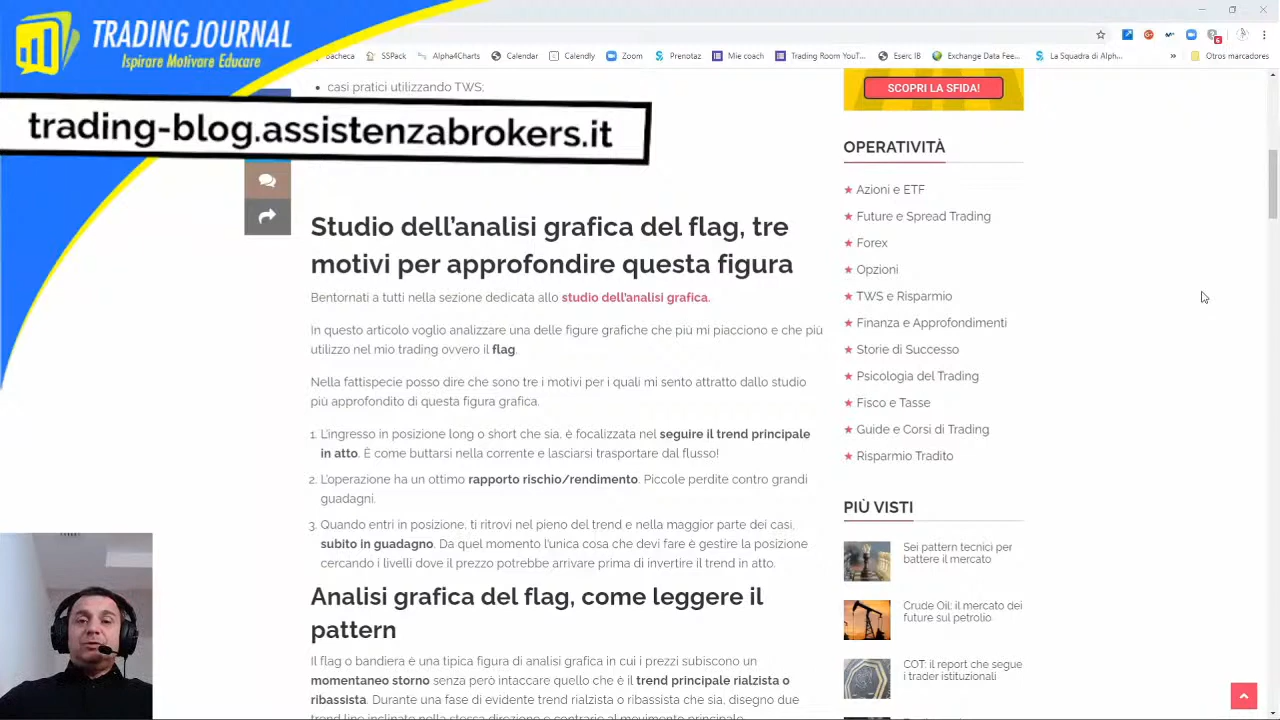 TRADING JOURNAL
Ispirare Motivare Educare
trading-blog.assistenzabrokers.it
SSPack
Alpha4Charts
Calendar
Calendly
Zoom
Prenotaz
Mie coach
Trading Room YouT...
Eserc IB
Exchange Data Fee...
La Squadra di Alph...
»
Otros marcadores
casi pratici utilizzando TWS;
Studio dell'analisi grafica del flag, tre
motivi per approfondire questa figura
Bentornati a tutti nella sezione dedicata allo studio dell'analisi grafica.
In questo articolo voglio analizzare una delle figure grafiche che più mi piacciono e che più
utilizzo nel mio trading ovvero il flag.
Nella fattispecie posso dire che sono tre i motivi per i quali mi sento attratto dallo studio
più approfondito di questa figura grafica.
1. L'ingresso in posizione long o short che sia, è focalizzata nel seguire il trend principale
in atto. È come buttarsi nella corrente e lasciarsi trasportare dal flusso!
2. L'operazione ha un ottimo rapporto rischio/rendimento. Piccole perdite contro grandi
guadagni.
3. Quando entri in posizione, ti ritrovi nel pieno del trend e nella maggior parte dei casi,
subito in guadagno. Da quel momento l'unica cosa che devi fare è gestire la posizione
cercando i livelli dove il prezzo potrebbe arrivare prima di invertire il trend in atto.
Analisi grafica del flag, come leggere il
pattern
Il flag o bandiera è una tipica figura di analisi grafica in cui i prezzi subiscono un
momentaneo storno senza però intaccare quello che è il trend principale rialzista o
ribassista. Durante una fase di evidente trend rialzista o ribassista che sia, disegno due
trend line inclinate nella stessa direzione e contrarie al movimento principale.
SCOPRI LA SFIDA!
OPERATIVITÀ
Azioni e ETF
Future e Spread Trading
Forex
Opzioni
TWS e Risparmio
Finanza e Approfondimenti
Storie di Successo
Psicologia del Trading
Fisco e Tasse
Guide e Corsi di Trading
Risparmio Tradito
PIÙ VISTI
Sei pattern tecnici per
battere il mercato
Crude Oil: il mercato dei
future sul petrolio
COT: il report che segue
i trader istituzionali